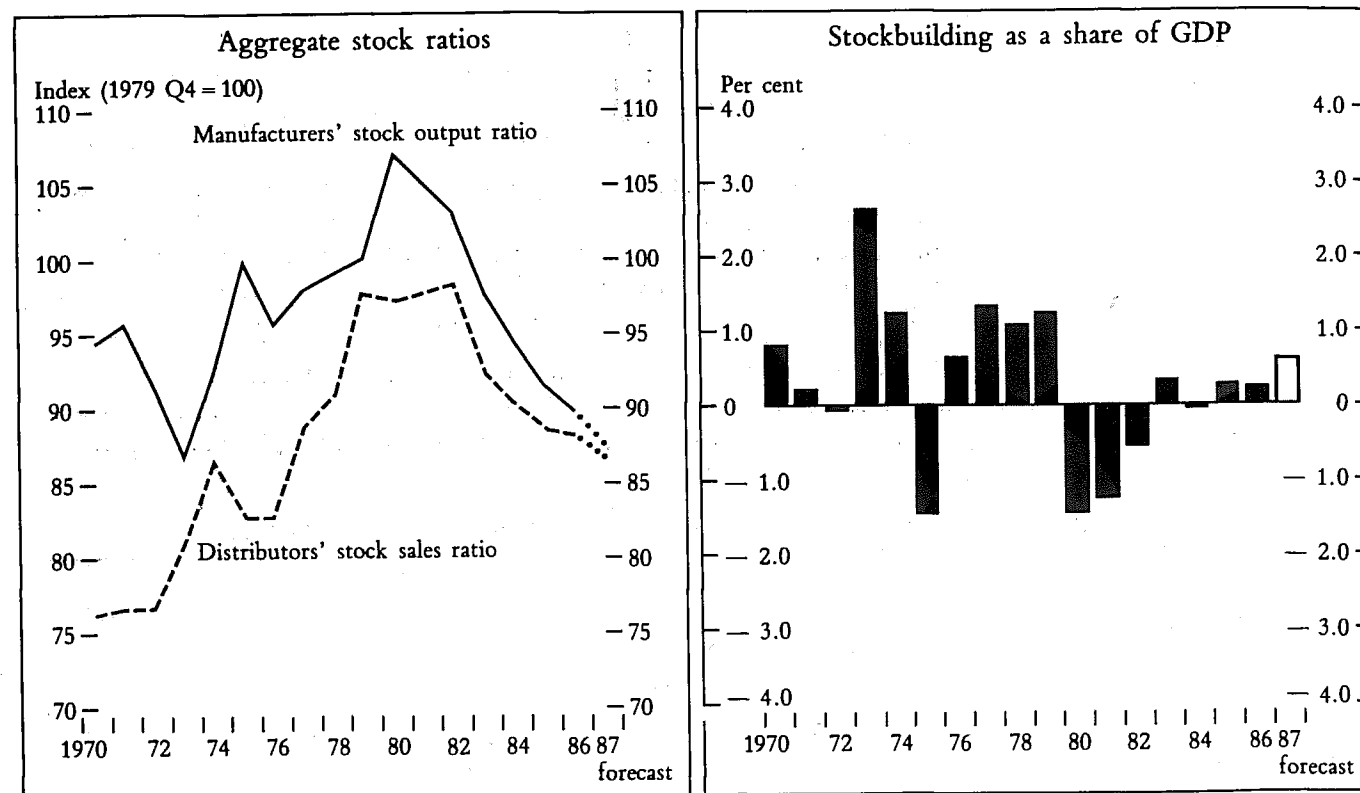 Aggregate stock ratios
Index (1979 Q4 = 100)
110 110
Manufacturers' stock output ratio
105 105
100 100
95 95
90 90
85 85
80 80
Distributors' stock sales ratio
75 75
70 70
1970 72 74 76 78 80 82 84 86 87
forecast
Stockbuilding as a share of GDP
Per cent
4.0 4.0
3.0 3.0
2.0 2.0
1.0 1.0
0 0
— 1.0 — 1.0
— 2.0 — 2.0
— 3.0 — 3.0
— 4.0 — 4.0
1970 72 74 76 78 80 82 84 86 87
forecast